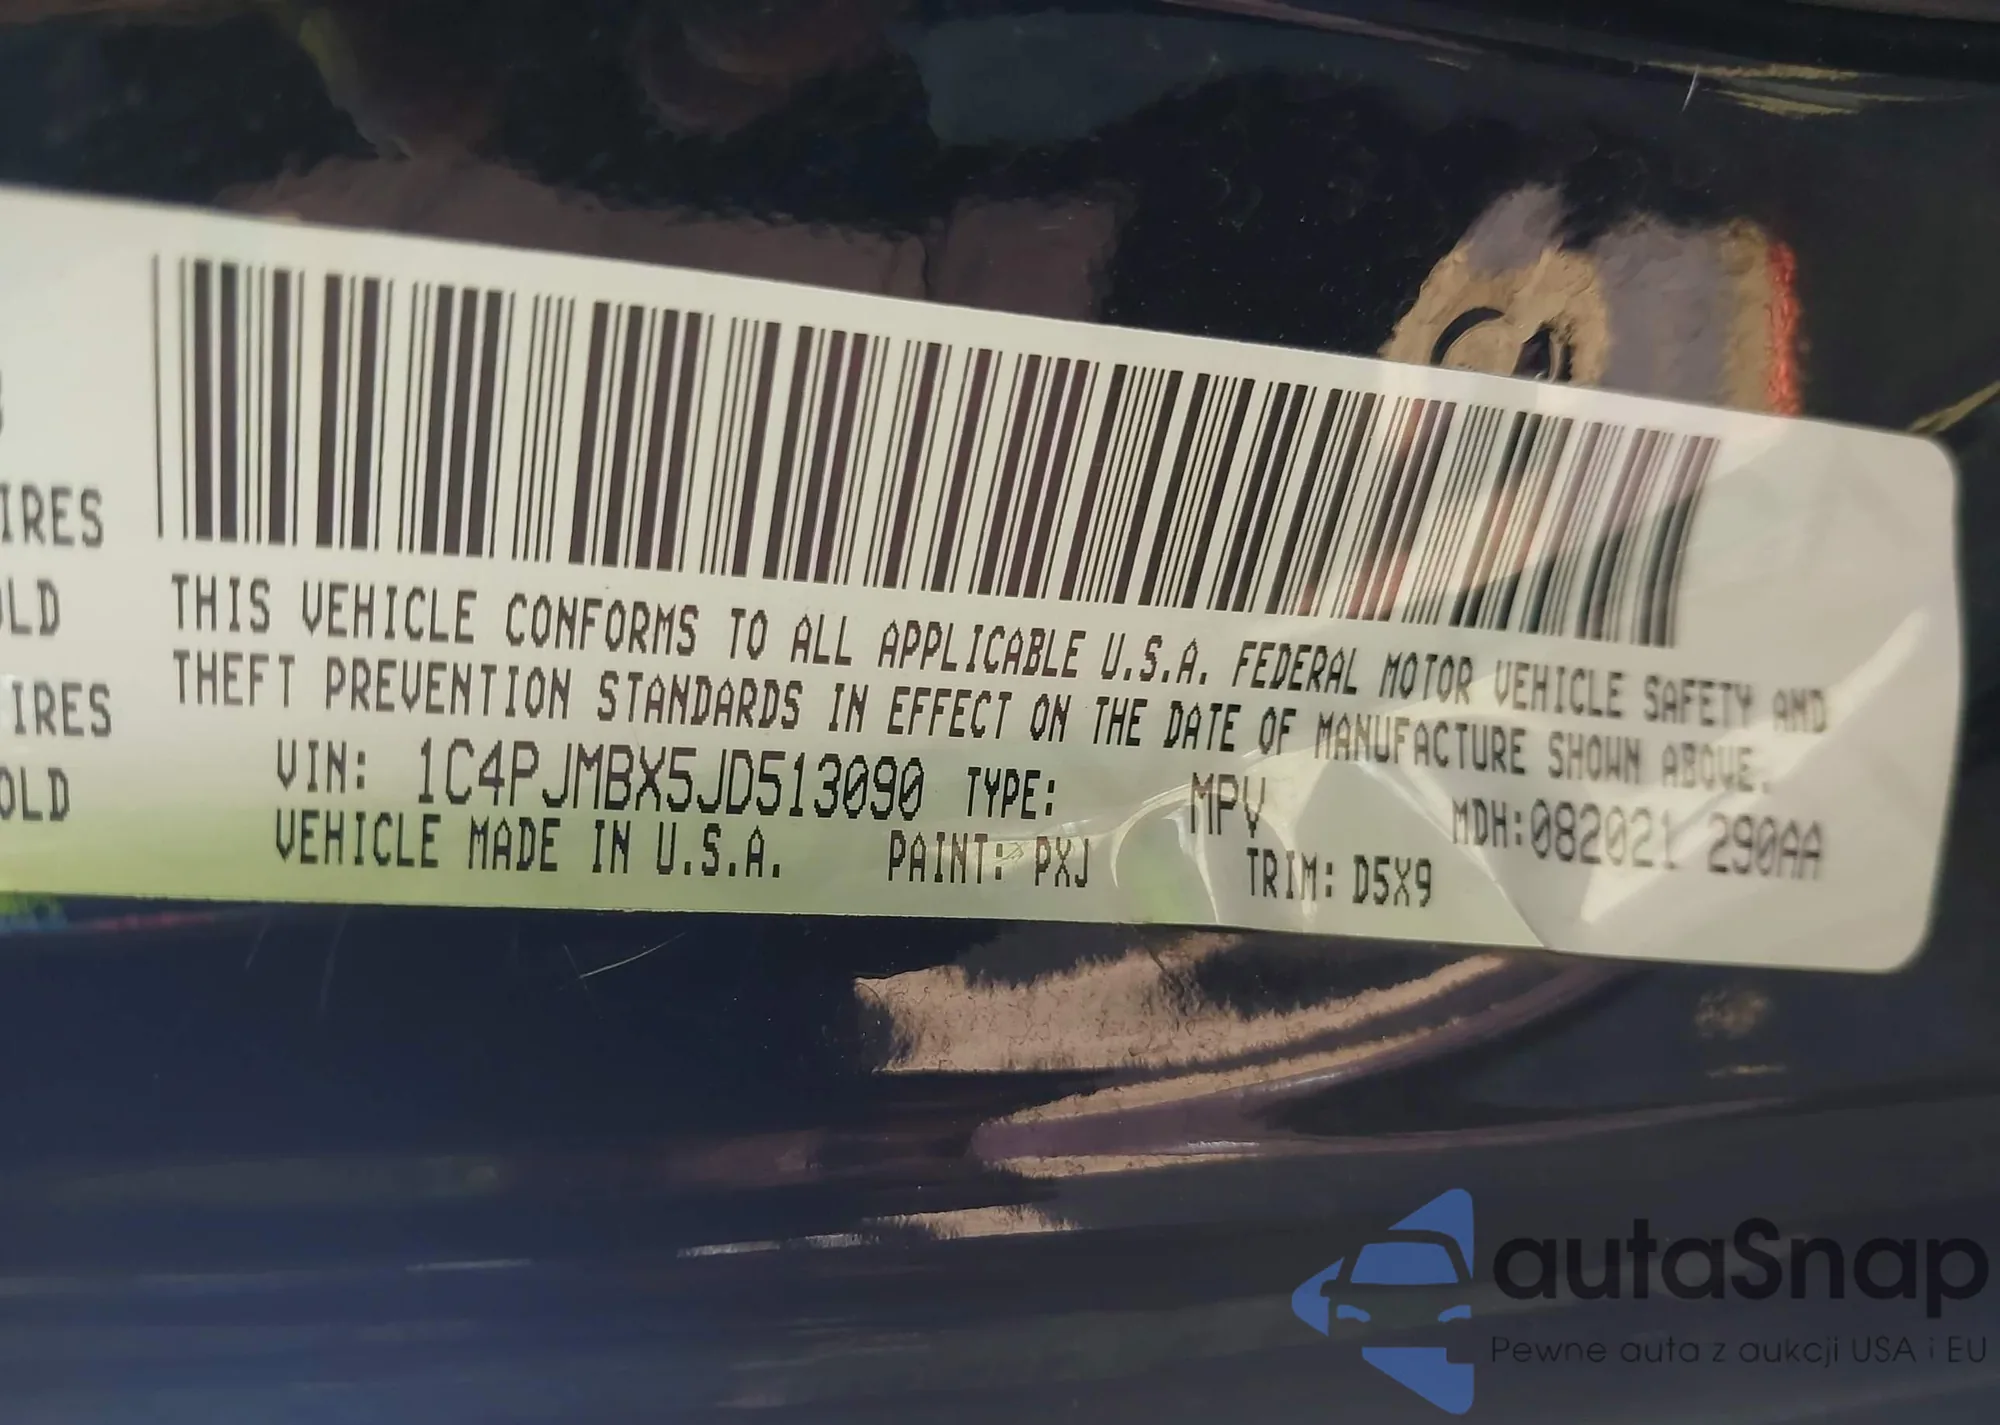 IRES
OLD
IRES
OLD
THIS VEHICLE CONFORMS TO ALL APPLICABLE U.S.A. FEDERAL MOTOR VEHICLE SAFETY AND
THEFT PREVENTION STANDARDS IN EFFECT ON THE DATE OF MANUFACTURE SHOWN ABOVE.
VIN: 1C4PJMBX5JD513090 TYPE: MPV MDH:082021 290AA
VEHICLE MADE IN U.S.A. PAINT: PXJ TRIM: D5X9
autaSnap
Pewne auta z aukcji USA i EU